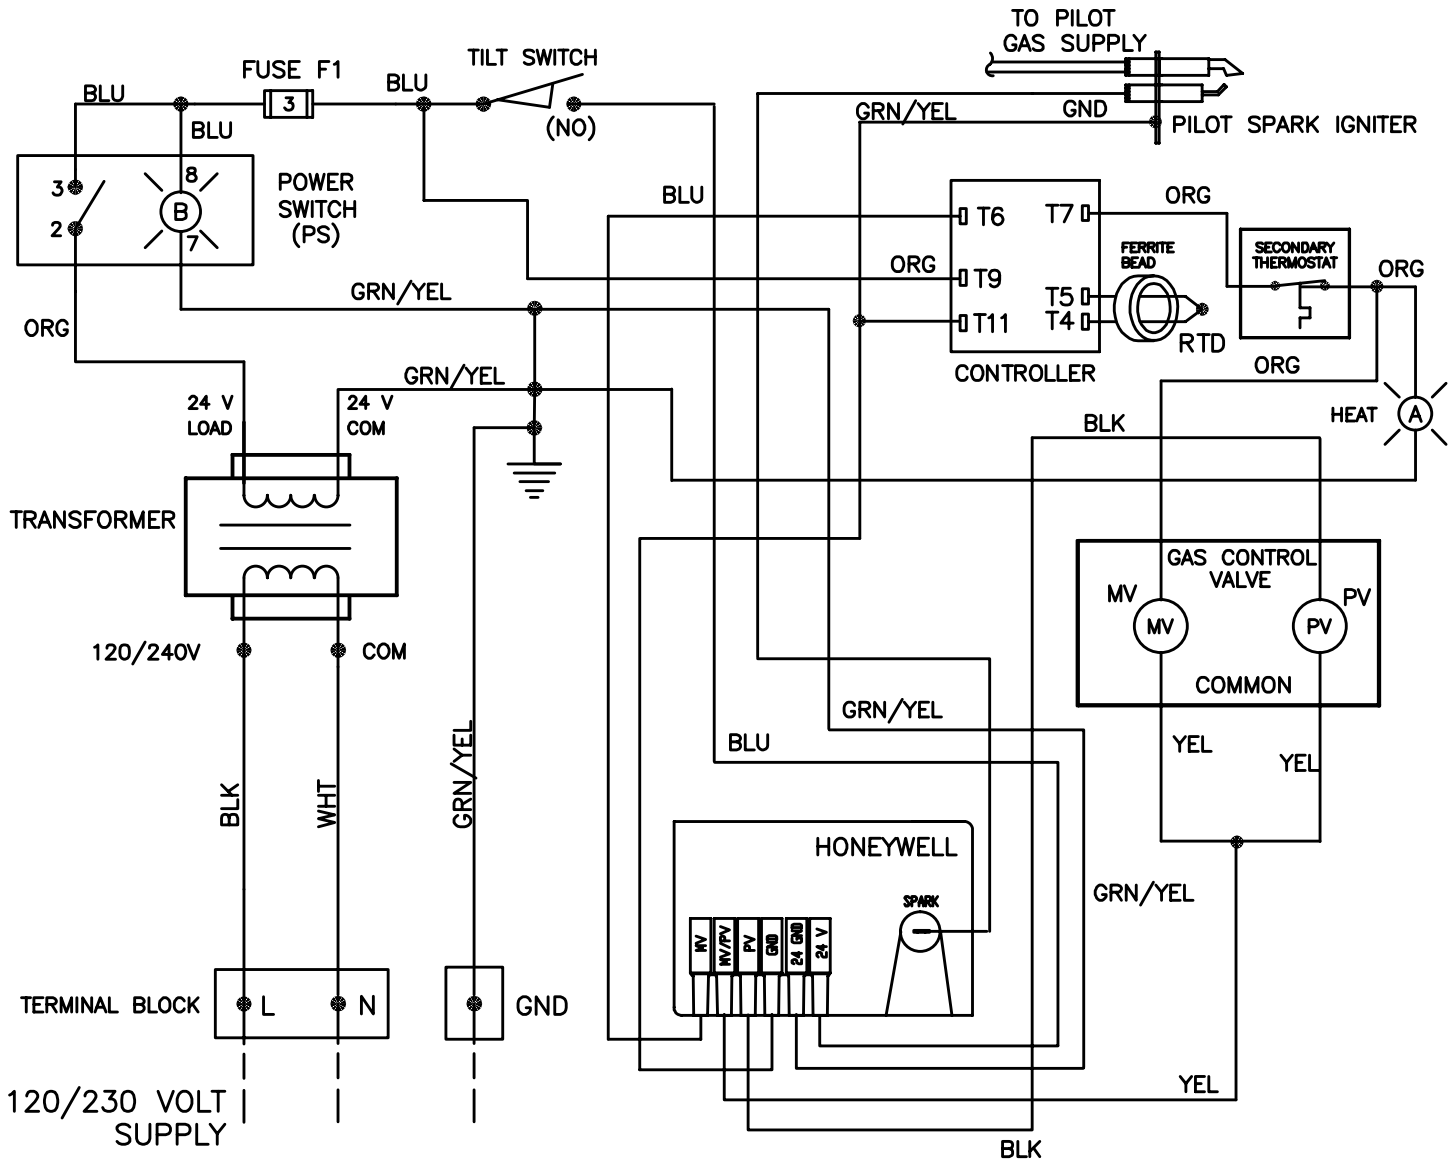 TO PILOT
GAS SUPPLY
TILT SWITCH
FUSE F1
BLU
BLU
3
BLU
(NO)
GRN/YEL
GND
PILOT SPARK IGNITER
3
2
8
B
7
POWER
SWITCH
(PS)
BLU
T6
T7
ORG
ORG
T9
T5
T11
T4
CONTROLLER
FERRITE
BEAD
RTD
SECONDARY
THERMOSTAT
ORG
ORG
GRN/YEL
ORG
GRN/YEL
24 V
LOAD
24 V
COM
HEAT
A
BLK
TRANSFORMER
GAS CONTROL
VALVE
MV
MV
PV
PV
COMMON
120/240V
COM
GRN/YEL
BLU
YEL
YEL
BLK
WHT
GRN/YEL
HONEYWELL
SPARK
MV
MV/PV
PV
GND
24 GND
24 V
GRN/YEL
TERMINAL BLOCK
L
N
GND
YEL
BLK
120/230 VOLT
SUPPLY